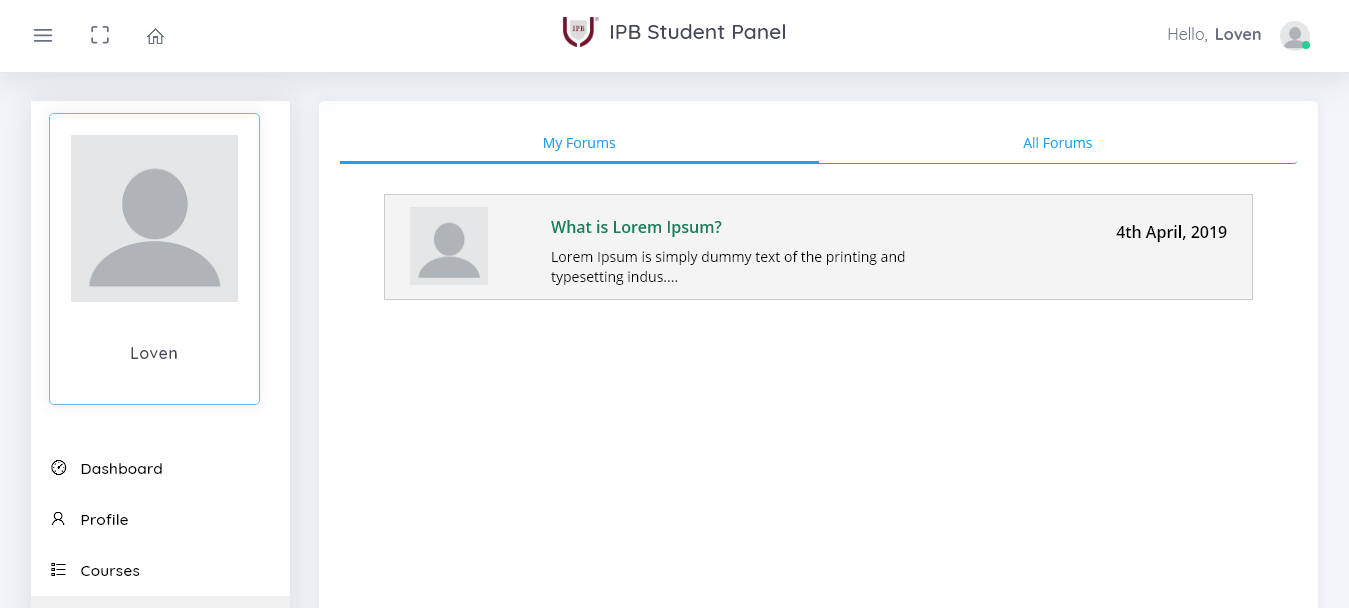 IPB
IPB Student Panel
Hello, Loven
Loven
Dashboard
Profile
Courses
My Forums
All Forums
What is Lorem Ipsum?
4th April, 2019
Lorem Ipsum is simply dummy text of the printing and
typesetting indus....